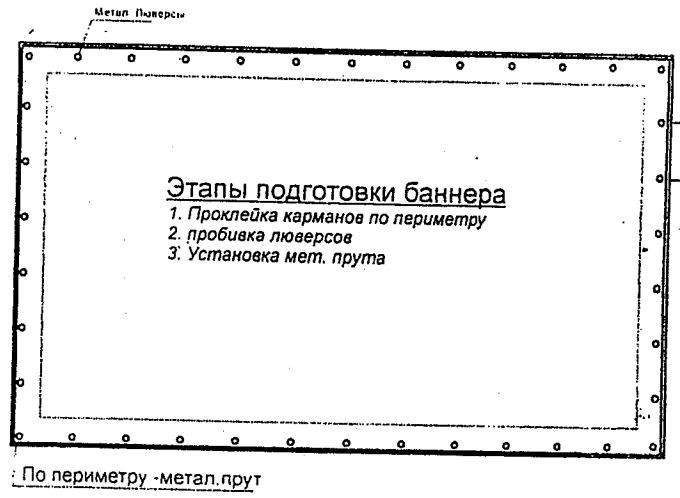 Метал. Люверсы
Этапы подготовки баннера
1. Проклейка карманов по периметру
2. пробивка люверсов
3. Установка мет. прута
По периметру -метал.прут